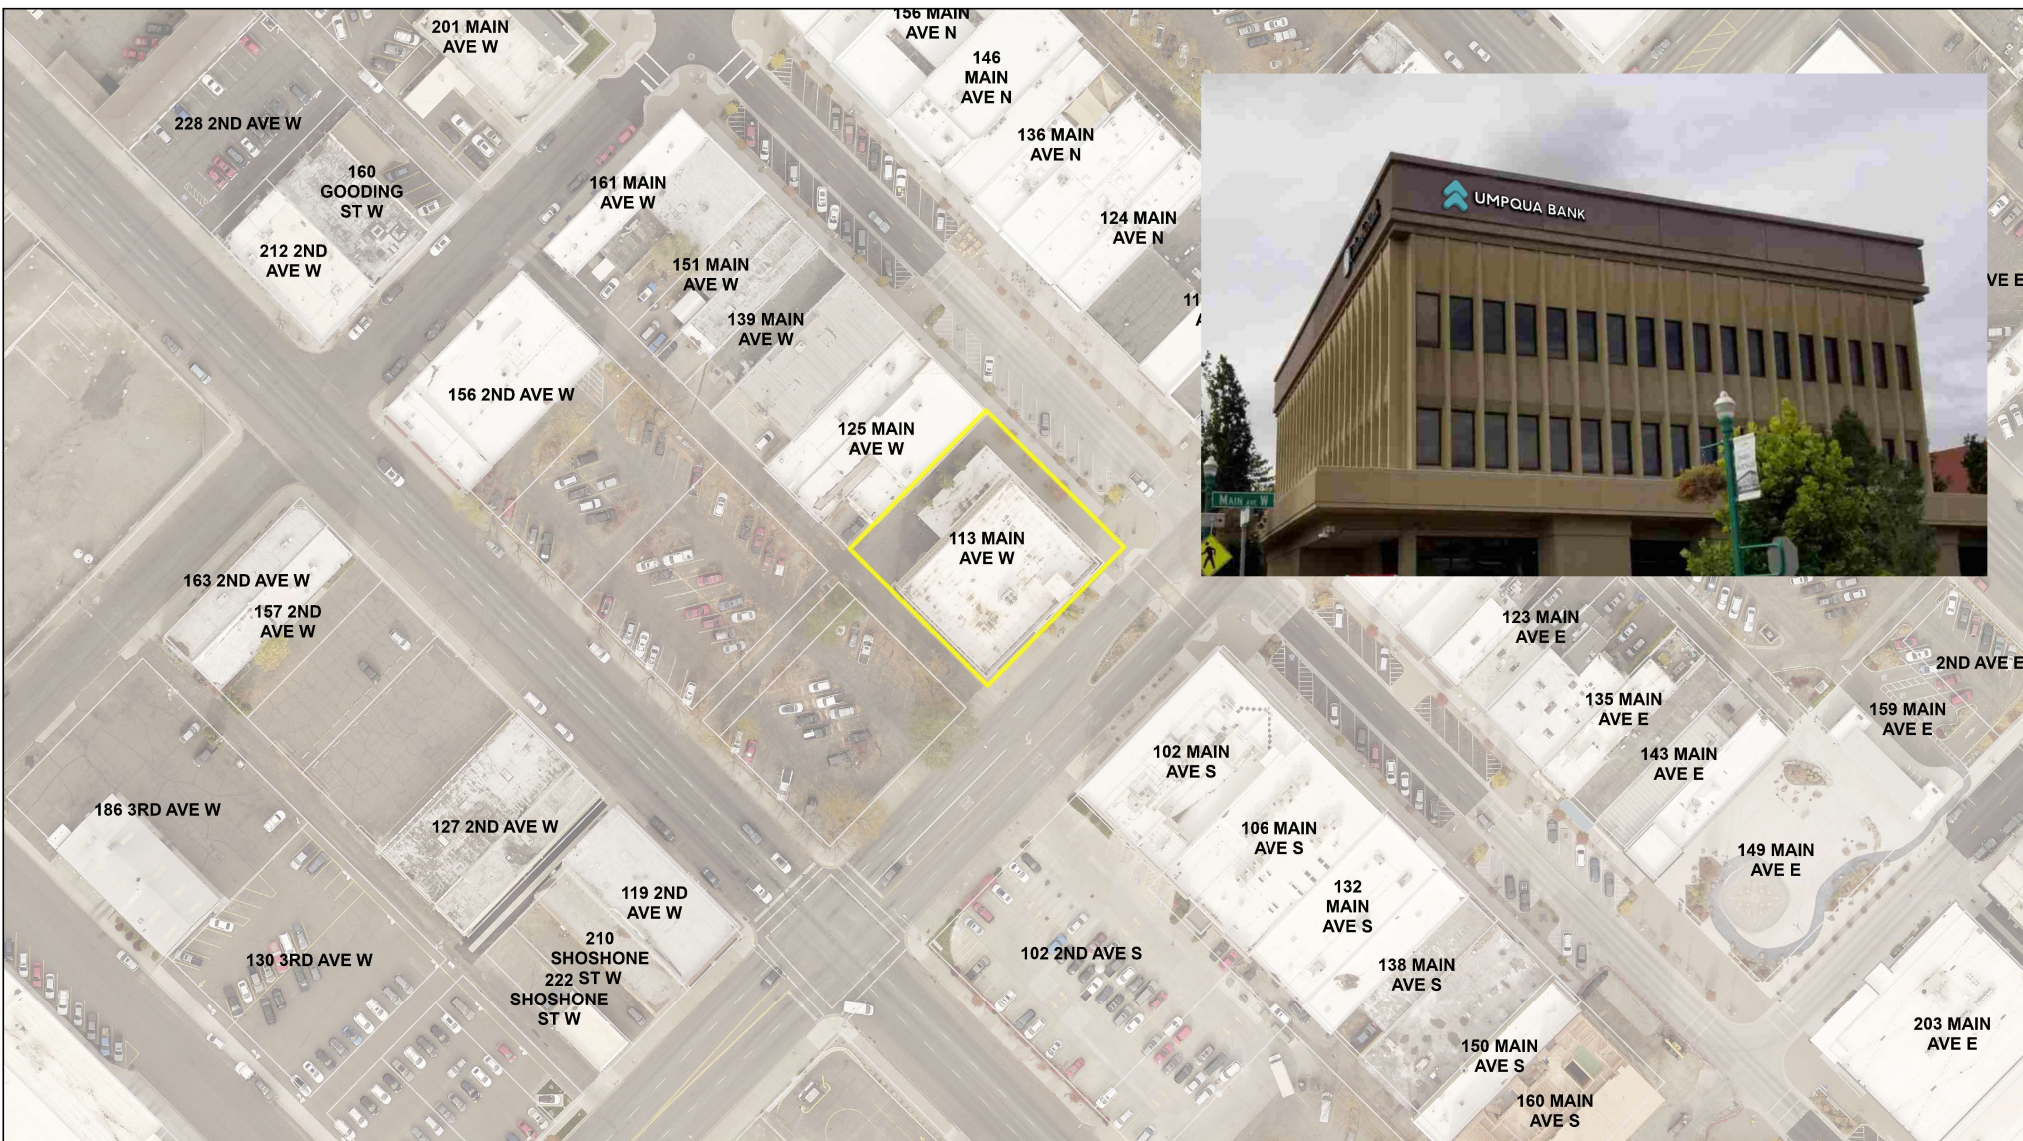 201 MAIN
AVE W
156 MAIN
AVE N
146
MAIN
AVE N
228 2ND AVE W
136 MAIN
AVE N
160
GOODING
ST W
161 MAIN
AVE W
124 MAIN
AVE N
212 2ND
AVE W
151 MAIN
AVE W
139 MAIN
AVE W
UMPQUA BANK
MAIN AVE W
VE E
11
156 2ND AVE W
125 MAIN
AVE W
113 MAIN
AVE W
163 2ND AVE W
157 2ND
AVE W
123 MAIN
AVE E
2ND AVE E
135 MAIN
AVE E
159 MAIN
AVE E
102 MAIN
AVE S
143 MAIN
AVE E
186 3RD AVE W
127 2ND AVE W
106 MAIN
AVE S
149 MAIN
AVE E
119 2ND
AVE W
132
MAIN
AVE S
210
SHOSHONE
ST W
222
SHOSHONE
ST W
130 3RD AVE W
102 2ND AVE S
138 MAIN
AVE S
203 MAIN
AVE E
150 MAIN
AVE S
160 MAIN
AVE S